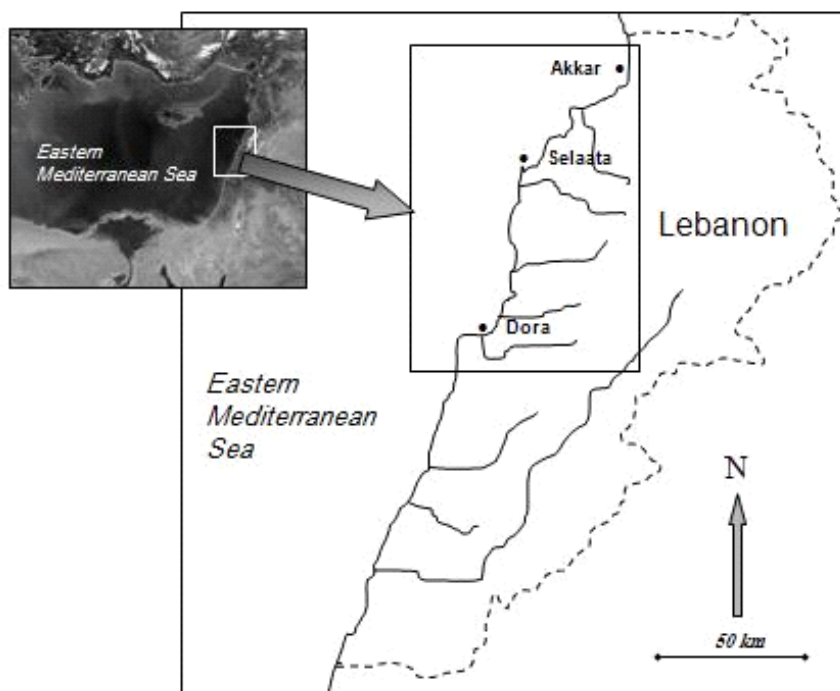 Eastern
Mediterranean Sea
Akkar
Selaata
Lebanon
Dora
Eastern
Mediterranean
Sea
N
50 km